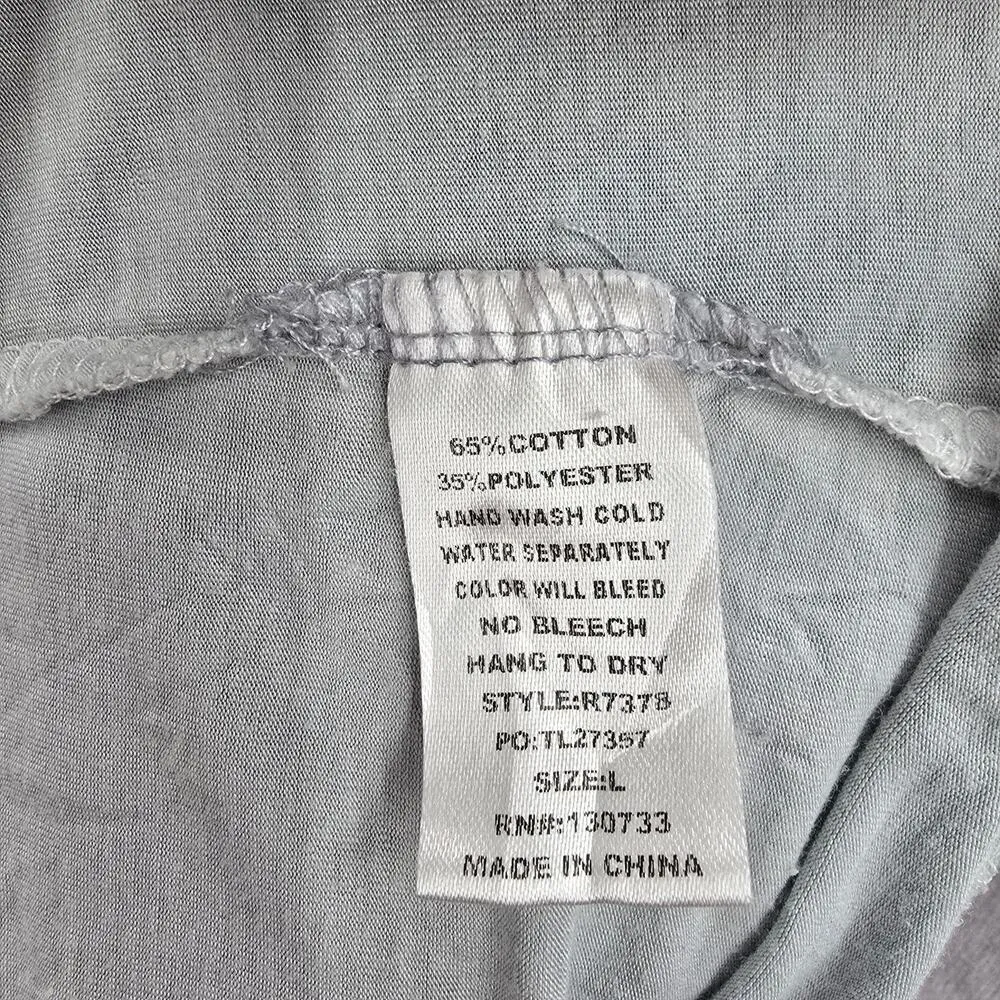 65%COTTON
35%POLYESTER
HAND WASH COLD
WATER SEPARATELY
COLOR WILL BLEED
NO BLEECH
HANG TO DRY
STYLE:R7378
PO:TL27357
SIZE:L
RN#:130733
MADE IN CHINA